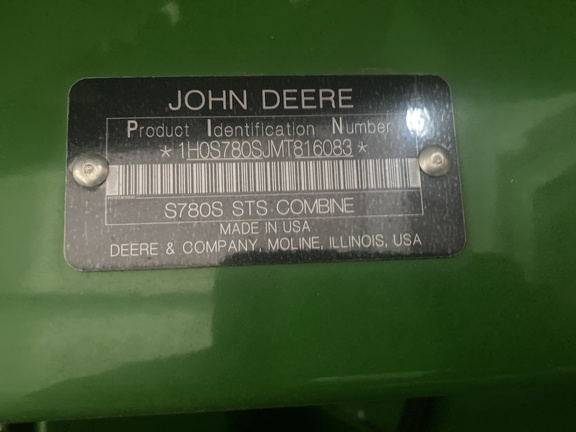 JOHN DEERE
Product Identification Number
*1H0S780SJMT816083*
S780S STS COMBINE
MADE IN USA
DEERE & COMPANY, MOLINE, ILLINOIS, USA